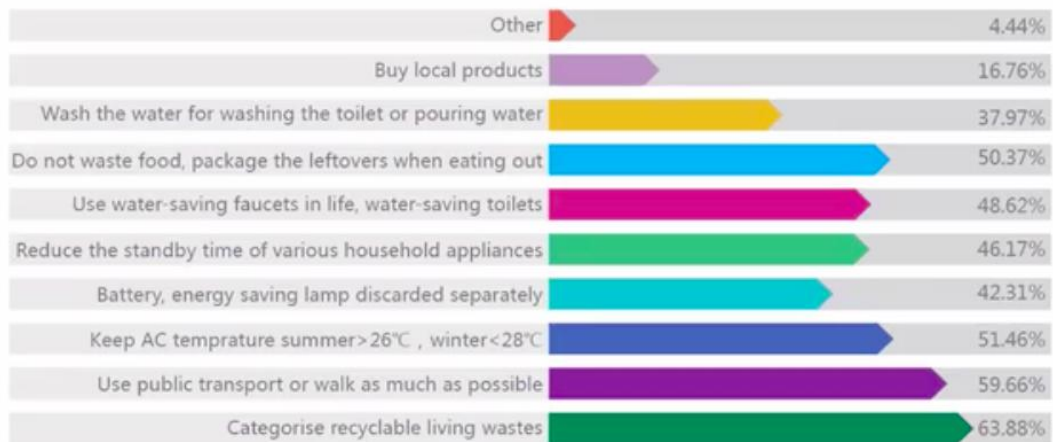 Other 4.44%
Buy local products 16.76%
Wash the water for washing the toilet or pouring water 37.97%
Do not waste food, package the leftovers when eating out 50.37%
Use water-saving faucets in life, water-saving toilets 48.62%
Reduce the standby time of various household appliances 46.17%
Battery, energy saving lamp discarded separately 42.31%
Keep AC temprature summer>26℃ , winter<28℃ 51.46%
Use public transport or walk as much as possible 59.66%
Categorise recyclable living wastes 63.88%